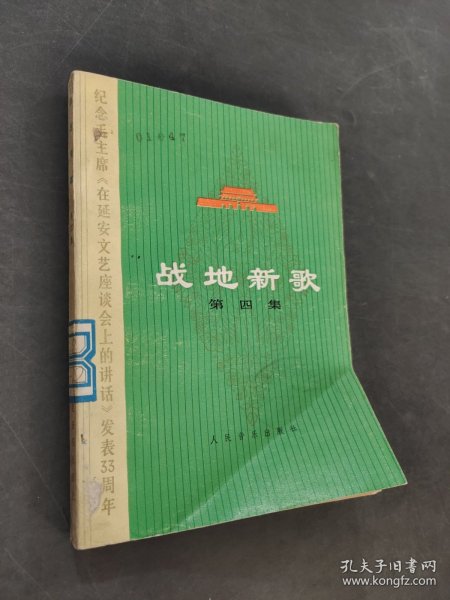 纪念毛主席《在延安文艺座谈会上的讲话》发表33周年
01647
战地新歌
第四集
人民音乐出版社
孔夫子旧书网
www.kongfz.com